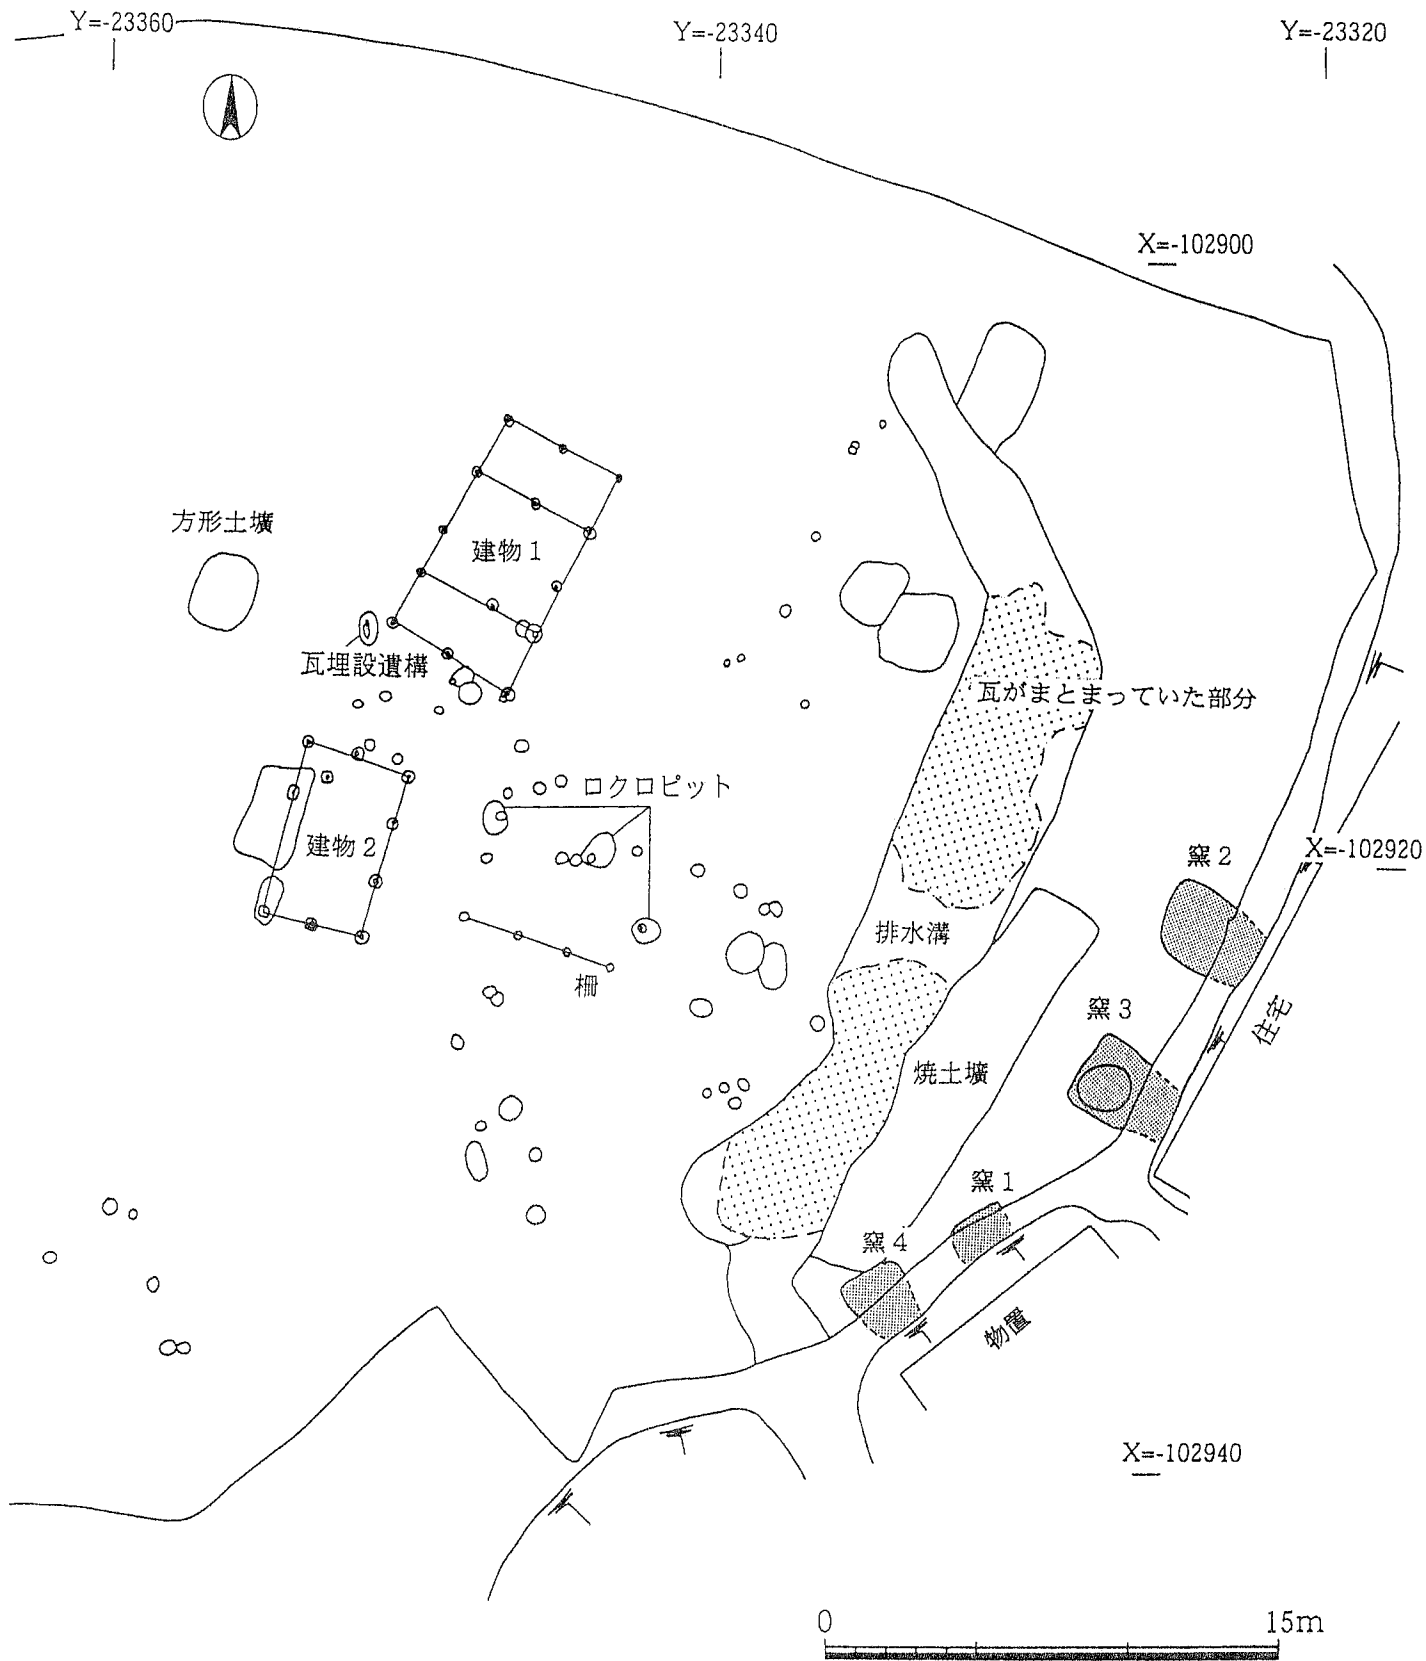 Y=-23360
Y=-23340
Y=-23320
X=-102900
方形土壙
建物1
瓦埋設遺構
瓦がまとまっていた部分
ロクロピット
建物2
窯2
X=-102920
排水溝
柵
窯3
住宅
焼土壙
窯1
窯4
物置
X=-102940
0
15m